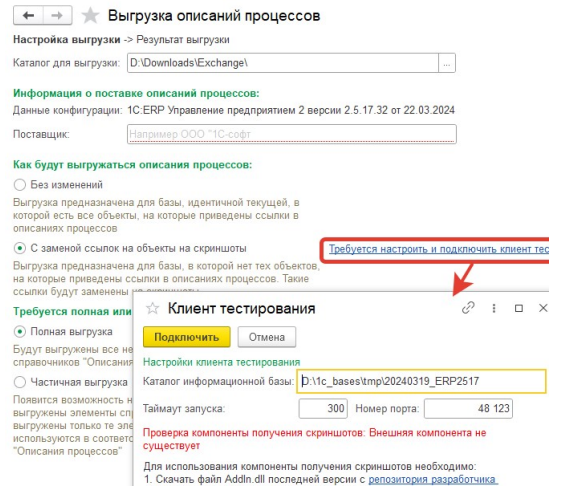 Выгрузка описаний процессов
Настройка выгрузки -> Результат выгрузки
Каталог для выгрузки: D:\Downloads\Exchange\ ...
Информация о поставке описаний процессов:
Данные конфигурации: 1С:ERP Управление предприятием 2 версии 2.5.17.32 от 22.03.2024
Поставщик: Например ООО "1С-софт
Как будут выгружаться описания процессов:
Без изменений
Выгрузка предназначена для базы, идентичной текущей, в
которой есть все объекты, на которые приведены ссылки в
описаниях процессов
С заменой ссылок на объекты на скриншоты Требуется настроить и подключить клиент тес
Выгрузка предназначена для базы, в которой нет тех объектов,
на которые приведены ссылки в описаниях процессов. Такие
ссылки будут заменены на скриншоты
Требуется полная или
Полная выгрузка
Будут выгружены все не
справочников "Описания
Частичная выгрузка
Появится возможность н
выгружены элементы спр
выгружены только те эле
используются в соответс
"Описания процессов"
Клиент тестирования
Подключить Отмена
Настройки клиента тестирования
Каталог информационной базы: D:\1c_bases\tmp\20240319_ERP2517
Таймаут запуска: 300 Номер порта: 48 123
Проверка компоненты получения скриншотов: Внешняя компонента не
существует
Для использования компоненты получения скриншотов необходимо:
1. Скачать файл AddIn.dll последней версии с репозитория разработчика